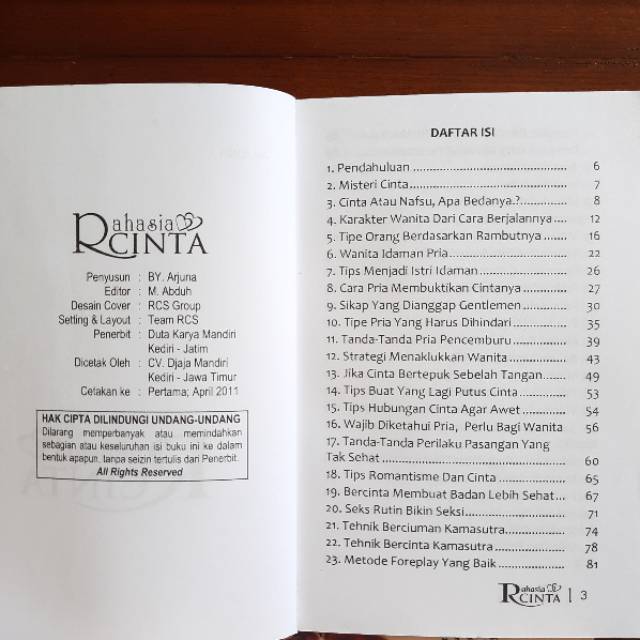 Rahasia
CINTA
Penyusun : BY. Arjuna
Editor : M. Abduh
Desain Cover : RCS Group
Setting & Layout : Team RCS
Penerbit : Duta Karya Mandiri
Kediri - Jatim
Dicetak Oleh : CV. Djaja Mandiri
Kediri - Jawa Timur
Cetakan ke : Pertama; April 2011
HAK CIPTA DILINDUNGI UNDANG-UNDANG
Dilarang memperbanyak atau memindahkan
sebagian atau keseluruhan isi buku ini ke dalam
bentuk apapun, tanpa seizin tertulis dari Penerbit.
All Rights Reserved
DAFTAR ISI
1. Pendahuluan ................................ 6
2. Misteri Cinta................................ 7
3. Cinta Atau Nafsu, Apa Bedanya.?.............. 8
4. Karakter Wanita Dari Cara Berjalannya ..... 12
5. Tipe Orang Berdasarkan Rambutnya ....... 16
6. Wanita Idaman Pria............................ 22
7. Tips Menjadi Istri Idaman..................... 26
8. Cara Pria Membuktikan Cintanya ............ 27
9. Sikap Yang Dianggap Gentlemen ............ 30
10. Tipe Pria Yang Harus Dihindari ............ 35
11. Tanda-Tanda Pria Pencemburu.............. 39
12. Strategi Menaklukkan Wanita .............. 43
13. Jika Cinta Bertepuk Sebelah Tangan....... 49
14. Tips Buat Yang Lagi Putus Cinta............ 53
15. Tips Hubungan Cinta Agar Awet............ 54
16. Wajib Diketahui Pria, Perlu Bagi Wanita 56
17. Tanda-Tanda Perilaku Pasangan Yang
Tak Sehat ........................................ 60
18. Tips Romantisme Dan Cinta ................. 65
19. Bercinta Membuat Badan Lebih Sehat... 67
20. Seks Rutin Bikin Seksi......................... 71
21. Tehnik Berciuman Kamasutra............... 74
22. Tehnik Bercinta Kamasutra ................. 78
23. Metode Foreplay Yang Baik ................. 81
Rahasia
CINTA | 3